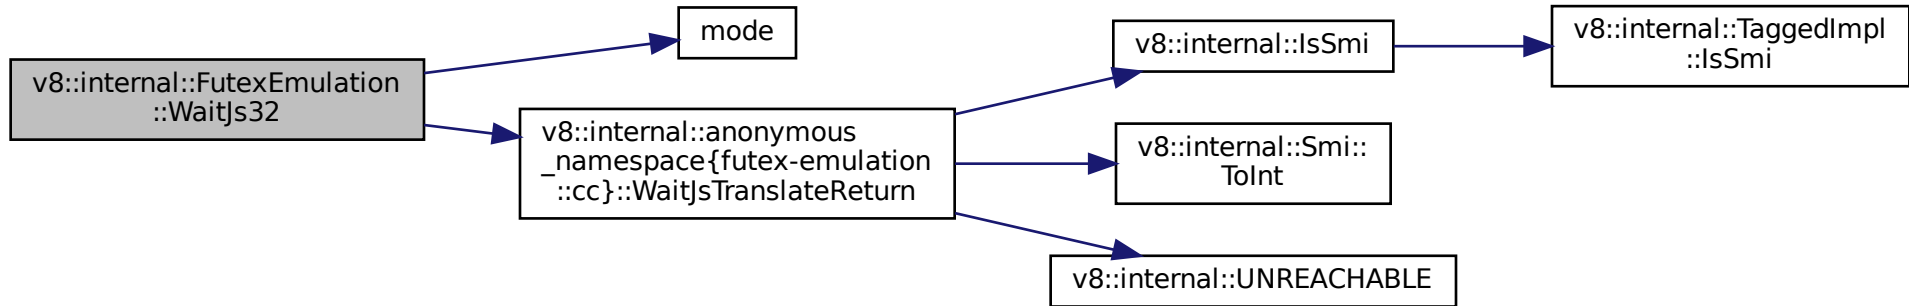 v8::internal::FutexEmulation
::WaitJs32
mode
v8::internal::anonymous
_namespace{futex-emulation
::cc}::WaitJsTranslateReturn
v8::internal::IsSmi
v8::internal::TaggedImpl
::IsSmi
v8::internal::Smi::
ToInt
v8::internal::UNREACHABLE